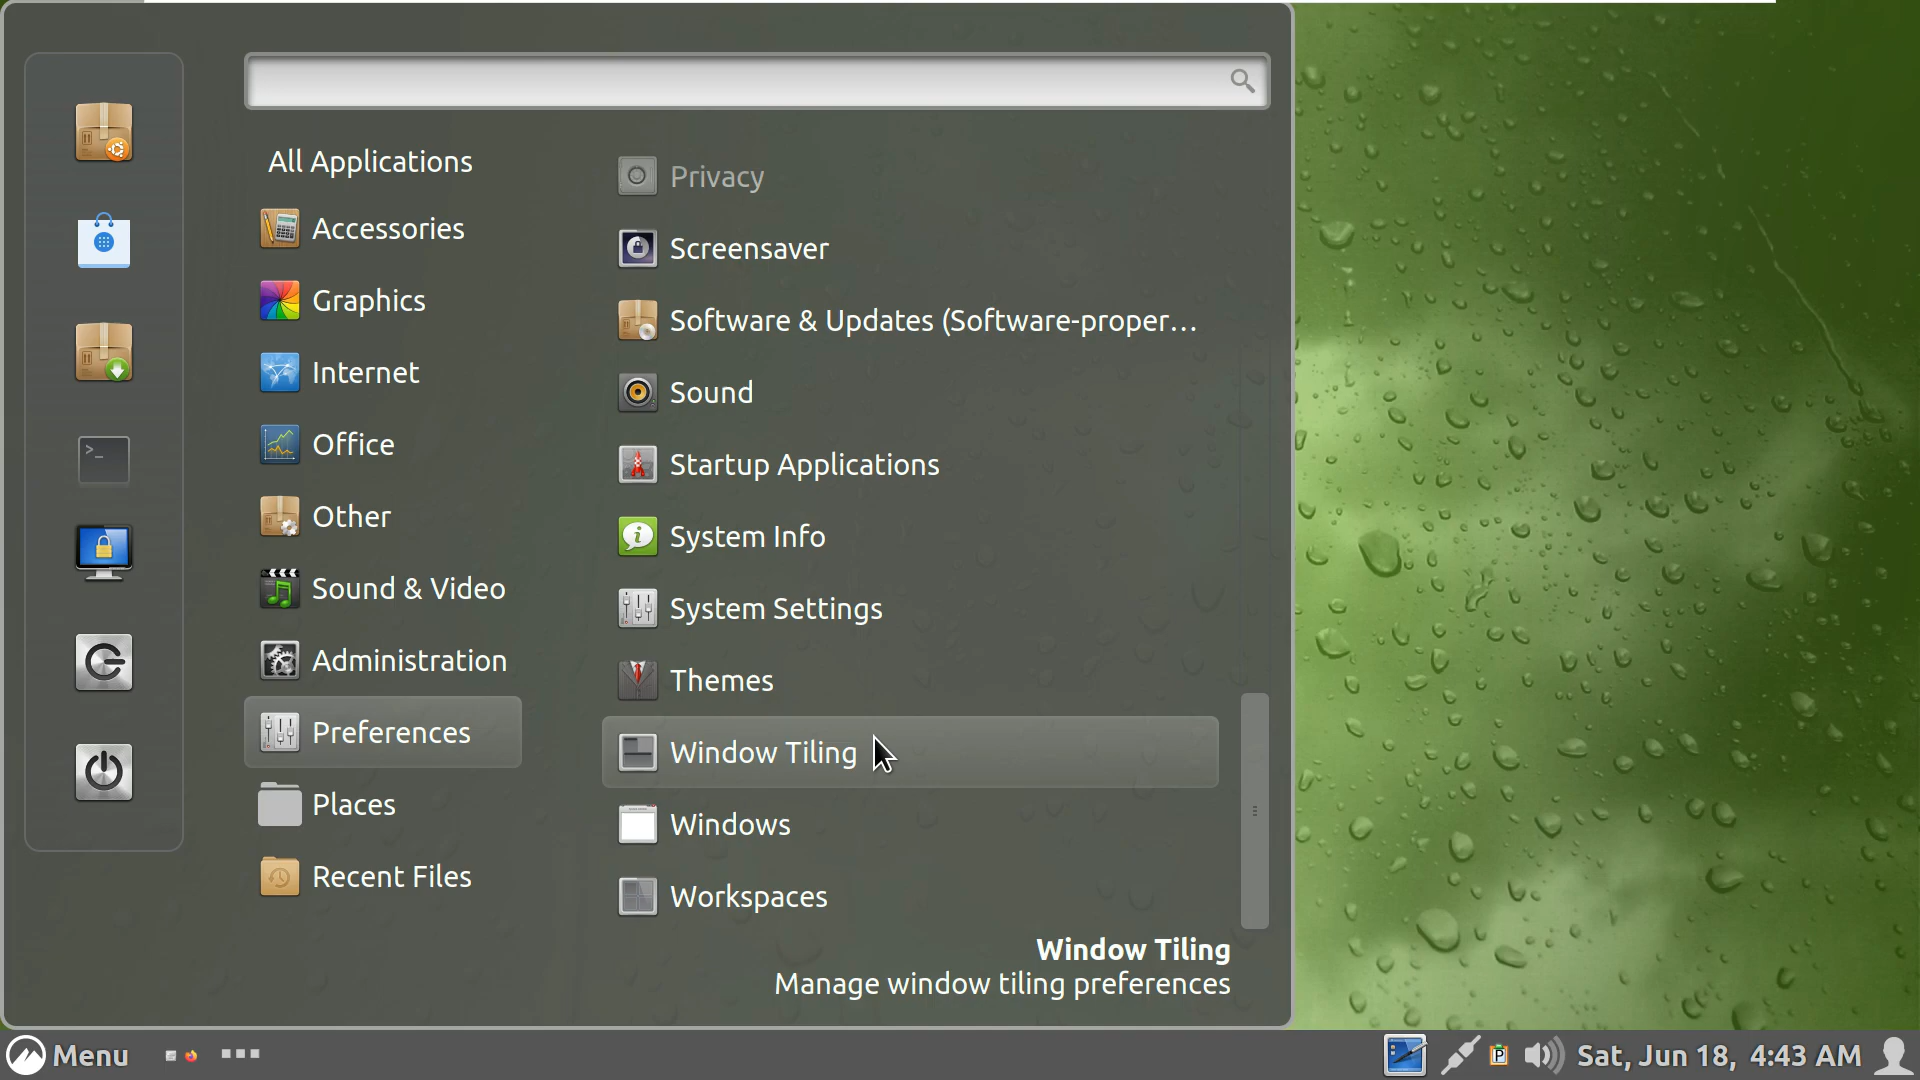 All Applications
Accessories
Graphics
Internet
Office
Other
Sound & Video
Administration
Preferences
Places
Recent Files
Privacy
Screensaver
Software & Updates (Software-proper...
Sound
Startup Applications
System Info
System Settings
Themes
Window Tiling
Windows
Workspaces
Window Tiling
Manage window tiling preferences
Menu
P
Sat, Jun 18, 4:43 AM